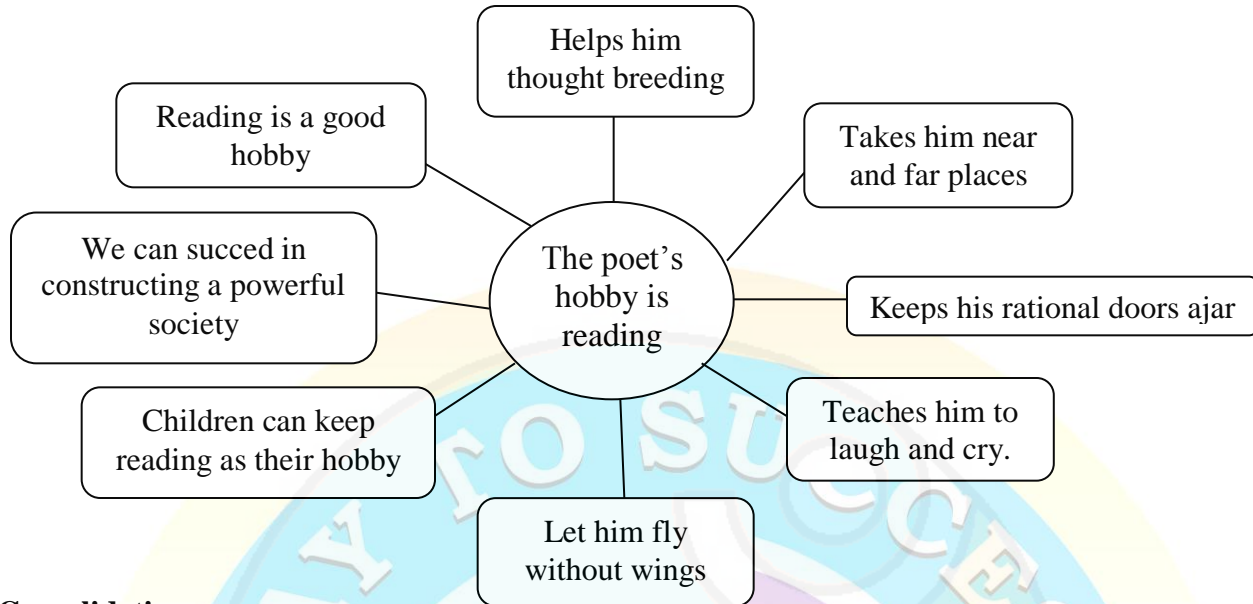 Helps him
thought breeding
Reading is a good
hobby
Takes him near
and far places
We can succed in
constructing a powerful
society
The poet's
hobby is
reading
Keeps his rational doors ajar
Children can keep
reading as their hobby
Teaches him to
laugh and cry.
Let him fly
without wings
Y TO SUCCES